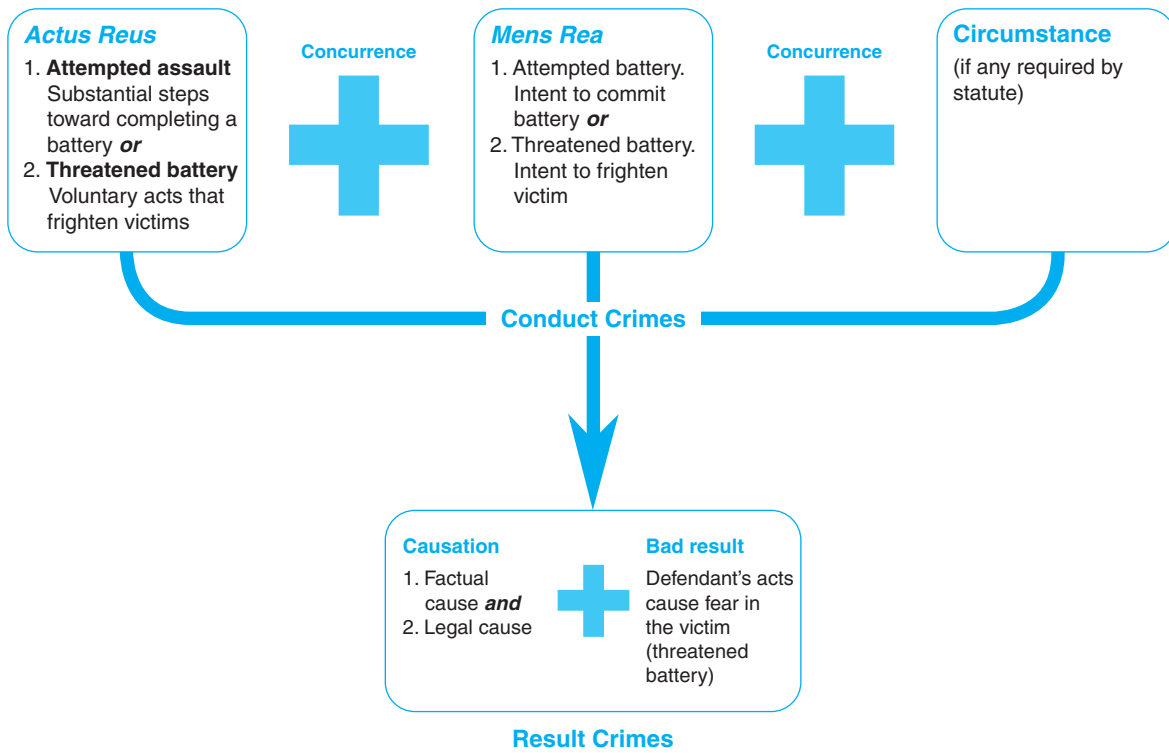 Actus Reus
1. Attempted assault
Substantial steps
toward completing a
battery or
2. Threatened battery
Voluntary acts that
frighten victims
Concurrence
Mens Rea
1. Attempted battery.
Intent to commit
battery or
2. Threatened battery.
Intent to frighten
victim
Concurrence
Circumstance
(if any required by
statute)
Conduct Crimes
Causation
1. Factual
cause and
2. Legal cause
Bad result
Defendant's acts
cause fear in
the victim
(threatened
battery)
Result Crimes